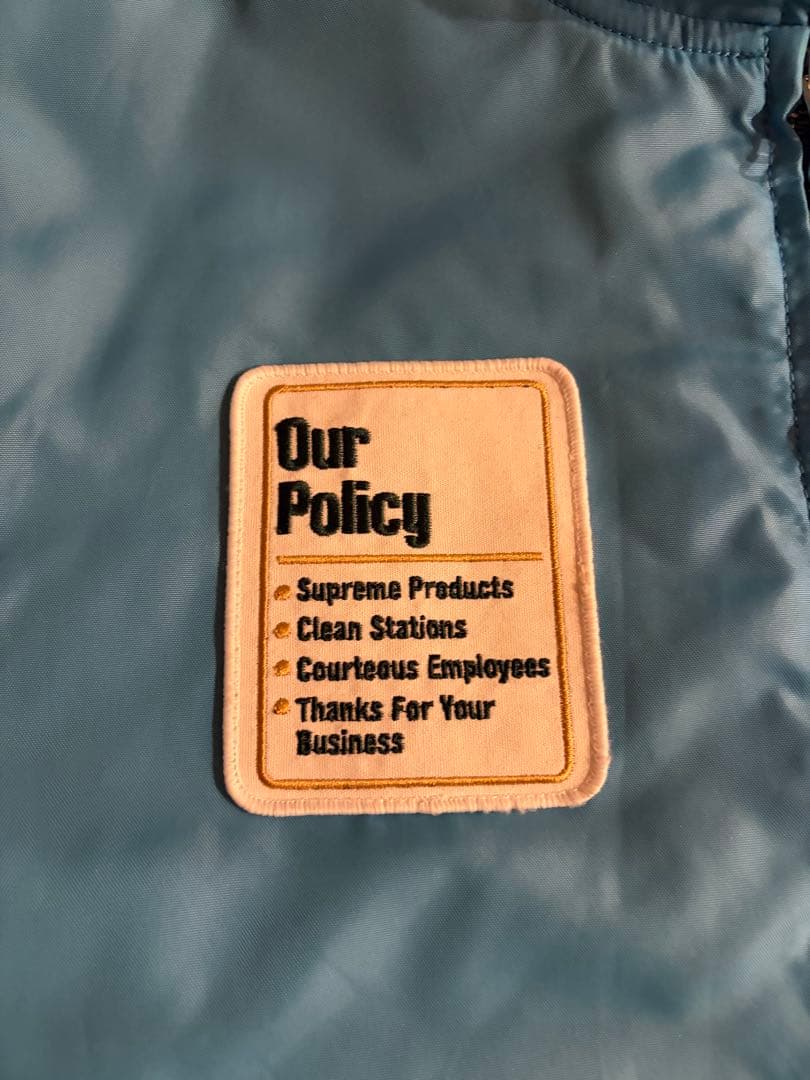 Our
Policy
Supreme Products
Clean Stations
Courteous Employees
Thanks For Your
Business